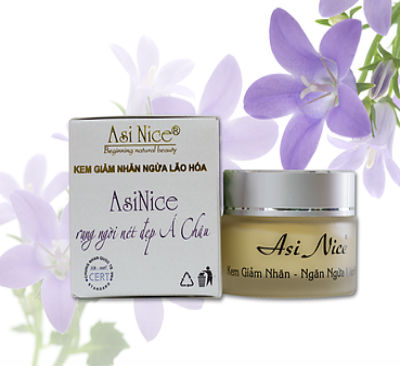 Asi Nice®
Beginning natural beauty
KEM GIẢM NHĂN NGỪA LÃO HÓA
AsiNice
rạng ngời nét đẹp Á Châu
CERT
Asi Nice®
Kem Giảm Nhăn - Ngăn Ngừa